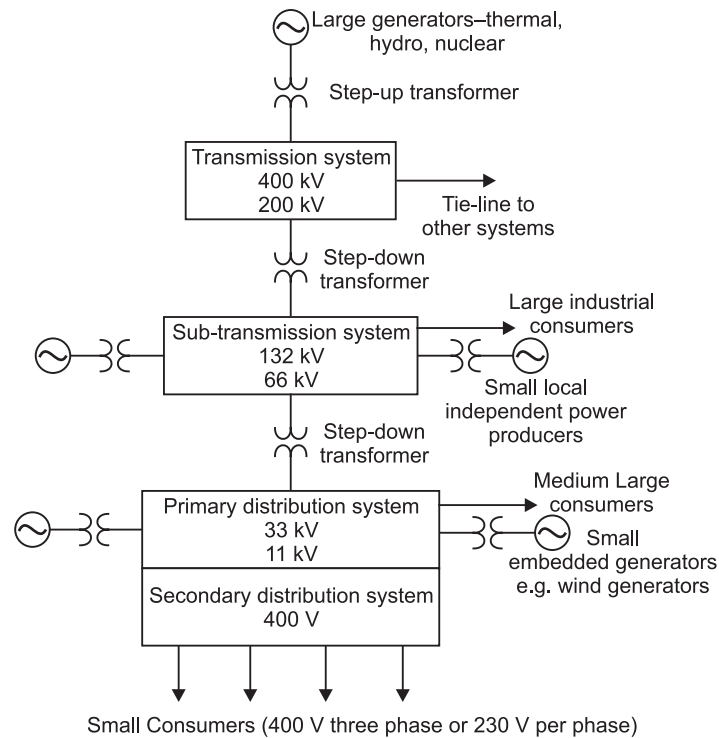 Large generators–thermal,
hydro, nuclear
Step-up transformer
Transmission system
400 kV
200 kV
Tie-line to
other systems
Step-down
transformer
Large industrial
consumers
Sub-transmission system
132 kV
66 kV
Small local
independent power
producers
Step-down
transformer
Medium Large
consumers
Primary distribution system
33 kV
11 kV
Small
embedded generators
e.g. wind generators
Secondary distribution system
400 V
Small Consumers (400 V three phase or 230 V per phase)